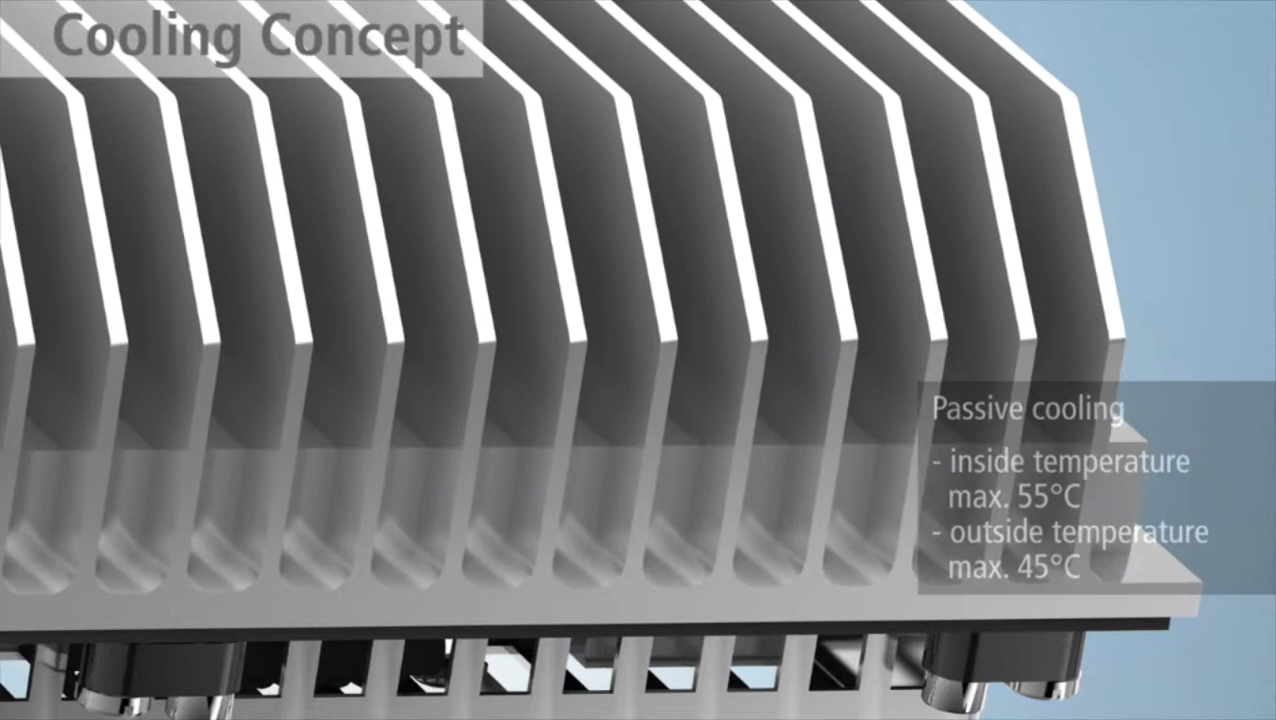 Cooling Concept
Passive cooling
- inside temperature
max. 55°C
- outside temperature
max. 45°C